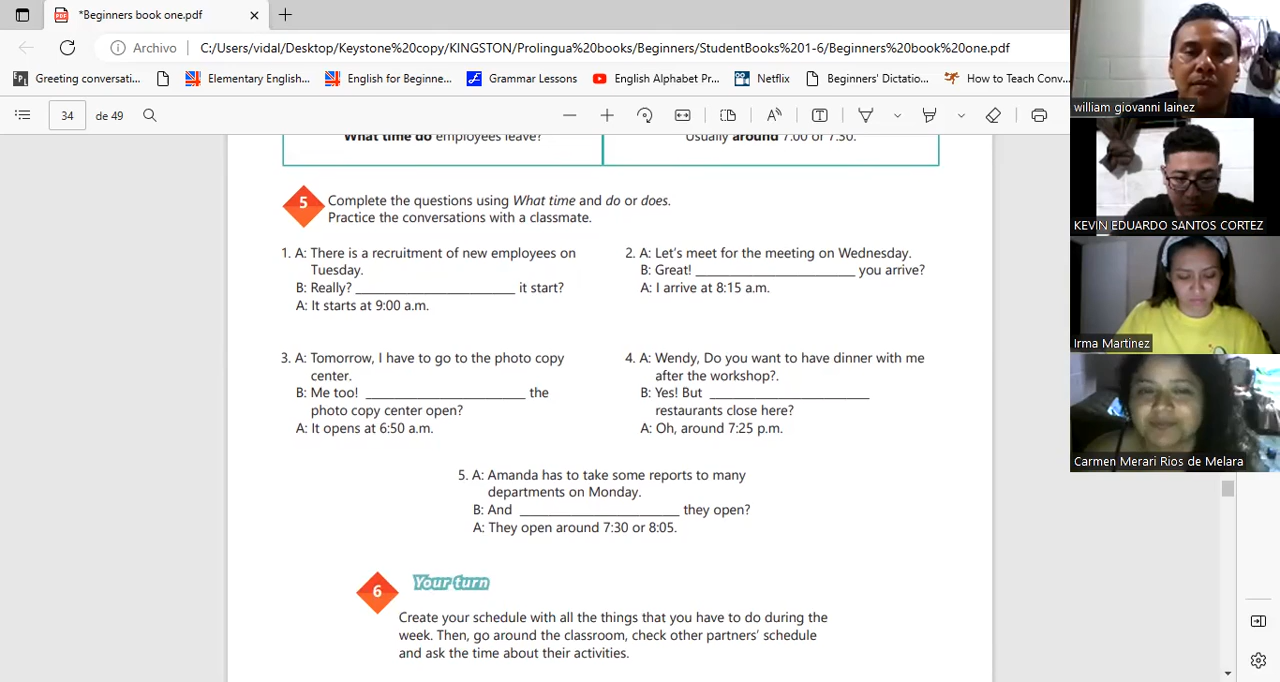 *Beginners book one.pdf
Archivo
C:/Users/vidal/Desktop/Keystone%20copy/KINGSTON/Prolingua%20books/Beginners/StudentBooks%201-6/Beginners%20book%20one.pdf
Greeting conversati...
Elementary English...
English for Beginne...
Grammar Lessons
English Alphabet Pr...
Netflix
Beginners' Dictatio...
How to Teach Conv...
34 de 49
What time do employees leave?
Usually around 7:00 or 7:30.
5
Complete the questions using What time and do or does.
Practice the conversations with a classmate.
1. A: There is a recruitment of new employees on
Tuesday.
B: Really? ______________________ it start?
A: It starts at 9:00 a.m.
2. A: Let's meet for the meeting on Wednesday.
B: Great! ______________________ you arrive?
A: I arrive at 8:15 a.m.
3. A: Tomorrow, I have to go to the photo copy
center.
B: Me too! ______________________ the
photo copy center open?
A: It opens at 6:50 a.m.
4. A: Wendy, Do you want to have dinner with me
after the workshop?.
B: Yes! But ______________________
restaurants close here?
A: Oh, around 7:25 p.m.
5. A: Amanda has to take some reports to many
departments on Monday.
B: And ______________________ they open?
A: They open around 7:30 or 8:05.
6
Your turn
Create your schedule with all the things that you have to do during the
week. Then, go around the classroom, check other partners' schedule
and ask the time about their activities.
william giovanni lainez
KEVIN EDUARDO SANTOS CORTEZ
Irma Martinez
Carmen Merari Rios de Melara